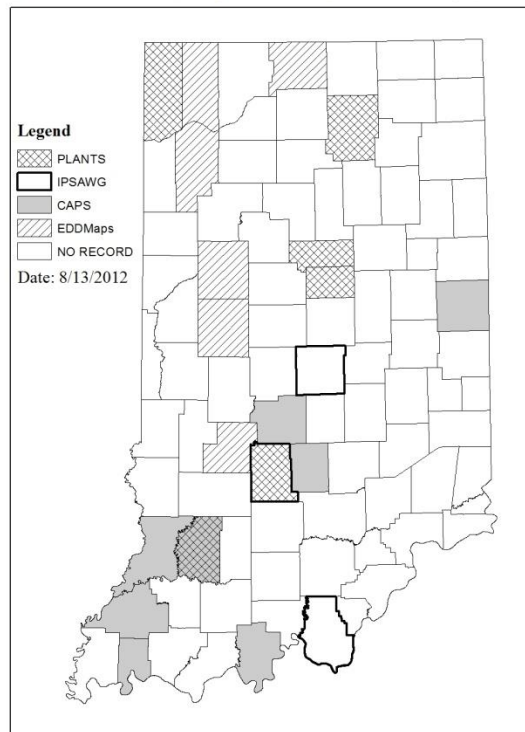 Legend
PLANTS
IPSAWG
CAPS
EDDMaps
NO RECORD
Date: 8/13/2012